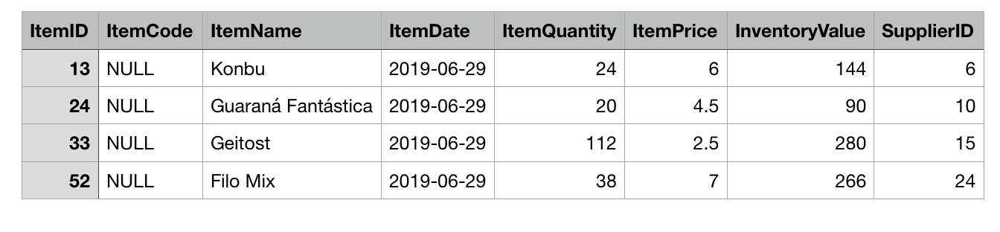 ItemID ItemCode ItemName ItemDate ItemQuantity ItemPrice InventoryValue SupplierID
13 NULL Konbu 2019-06-29 24 6 144 6
24 NULL Guaraná Fantástica 2019-06-29 20 4.5 90 10
33 NULL Geitost 2019-06-29 112 2.5 280 15
52 NULL Filo Mix 2019-06-29 38 7 266 24